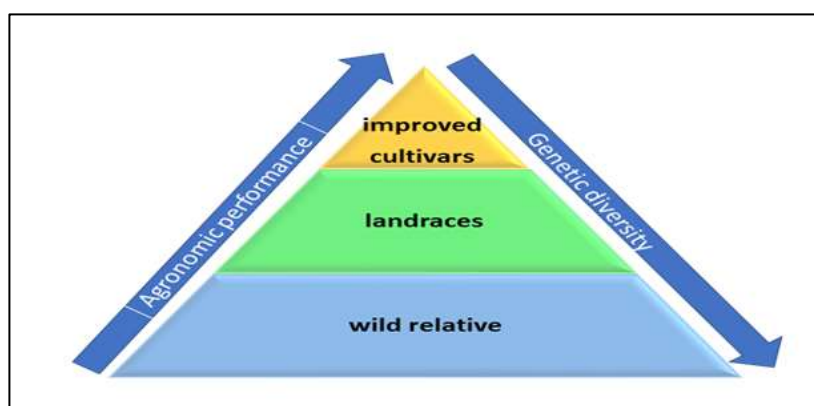 Agronomic performance
Genetic diversity
improved
cultivars
landraces
wild relative